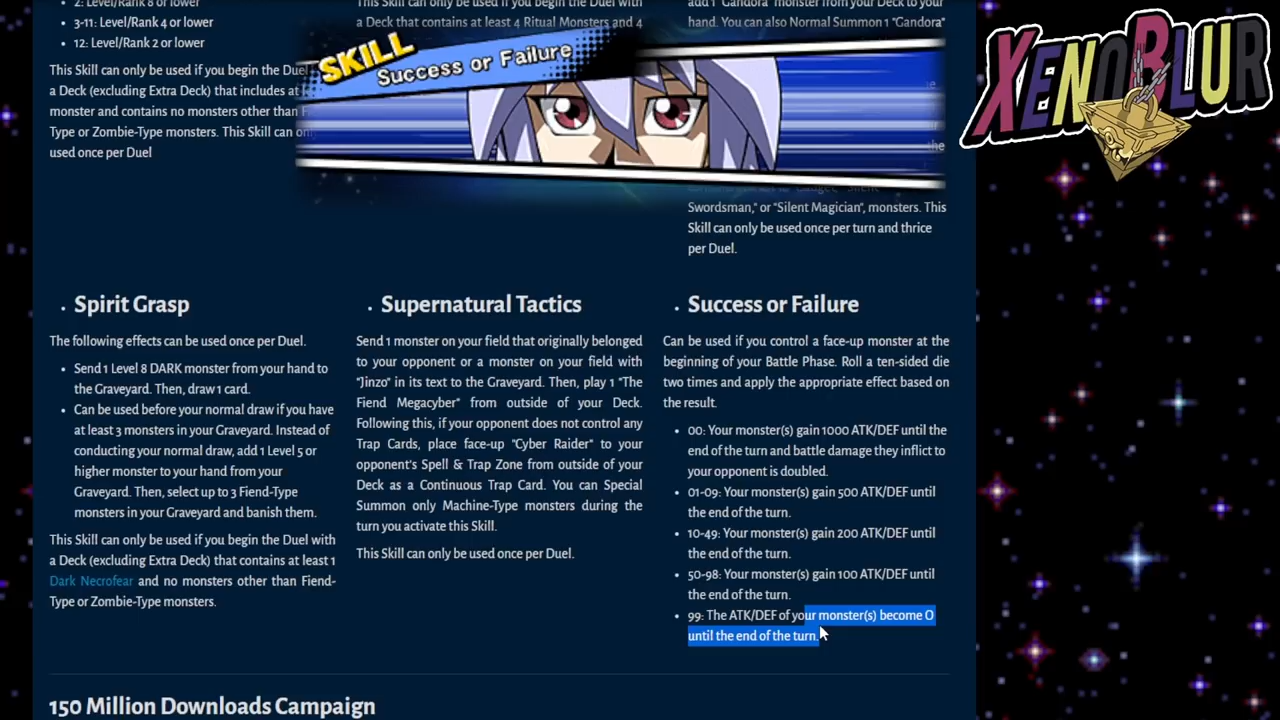 2: Level/Rank 8 or lower
3-11: Level/Rank 4 or lower
12: Level/Rank 2 or lower
This Skill can only be used if you begin the Duel
a Deck (excluding Extra Deck) that includes at
monster and contains no monsters other than
Type or Zombie-Type monsters. This Skill can on
used once per Duel
This Skill can only be used if you begin the Duel with
a Deck that contains at least 4 Ritual Monsters and 4
add 1 "Gandora" monster from your Deck to your
hand. You can also Normal Summon 1 "Gandora"
SKILL
Success or Failure
XENOBLUR
the
Swordsman," or "Silent Magician", monsters. This
Skill can only be used once per turn and thrice
per Duel.
Spirit Grasp
The following effects can be used once per Duel.
Send 1 Level 8 DARK monster from your hand to
the Graveyard. Then, draw 1 card.
Can be used before your normal draw if you have
at least 3 monsters in your Graveyard. Instead of
conducting your normal draw, add 1 Level 5 or
higher monster to your hand from your
Graveyard. Then, select up to 3 Fiend-Type
monsters in your Graveyard and banish them.
This Skill can only be used if you begin the Duel with
a Deck (excluding Extra Deck) that contains at least 1
Dark Necrofear and no monsters other than Fiend-
Type or Zombie-Type monsters.
Supernatural Tactics
Send 1 monster on your field that originally belonged
to your opponent or a monster on your field with
"Jinzo" in its text to the Graveyard. Then, play 1 "The
Fiend Megacyber" from outside of your Deck.
Following this, if your opponent does not control any
Trap Cards, place face-up "Cyber Raider" to your
opponent's Spell & Trap Zone from outside of your
Deck as a Continuous Trap Card. You can Special
Summon only Machine-Type monsters during the
turn you activate this Skill.
This Skill can only be used once per Duel.
Success or Failure
Can be used if you control a face-up monster at the
beginning of your Battle Phase. Roll a ten-sided die
two times and apply the appropriate effect based on
the result.
00: Your monster(s) gain 1000 ATK/DEF until the
end of the turn and battle damage they inflict to
your opponent is doubled.
01-09: Your monster(s) gain 500 ATK/DEF until
the end of the turn.
10-49: Your monster(s) gain 200 ATK/DEF until
the end of the turn.
50-98: Your monster(s) gain 100 ATK/DEF until
the end of the turn.
99: The ATK/DEF of your monster(s) become 0
until the end of the turn.
150 Million Downloads Campaign